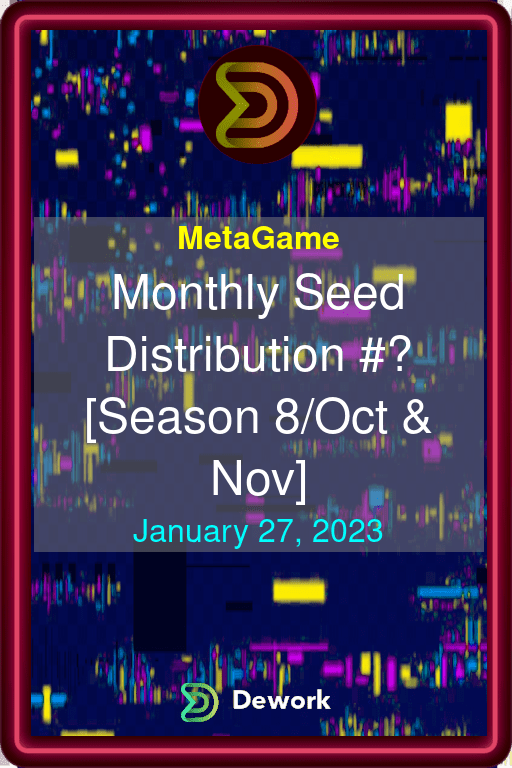 MetaGame
Monthly Seed
Distribution #?
[Season 8/Oct &
Nov]
January 27, 2023
Dework